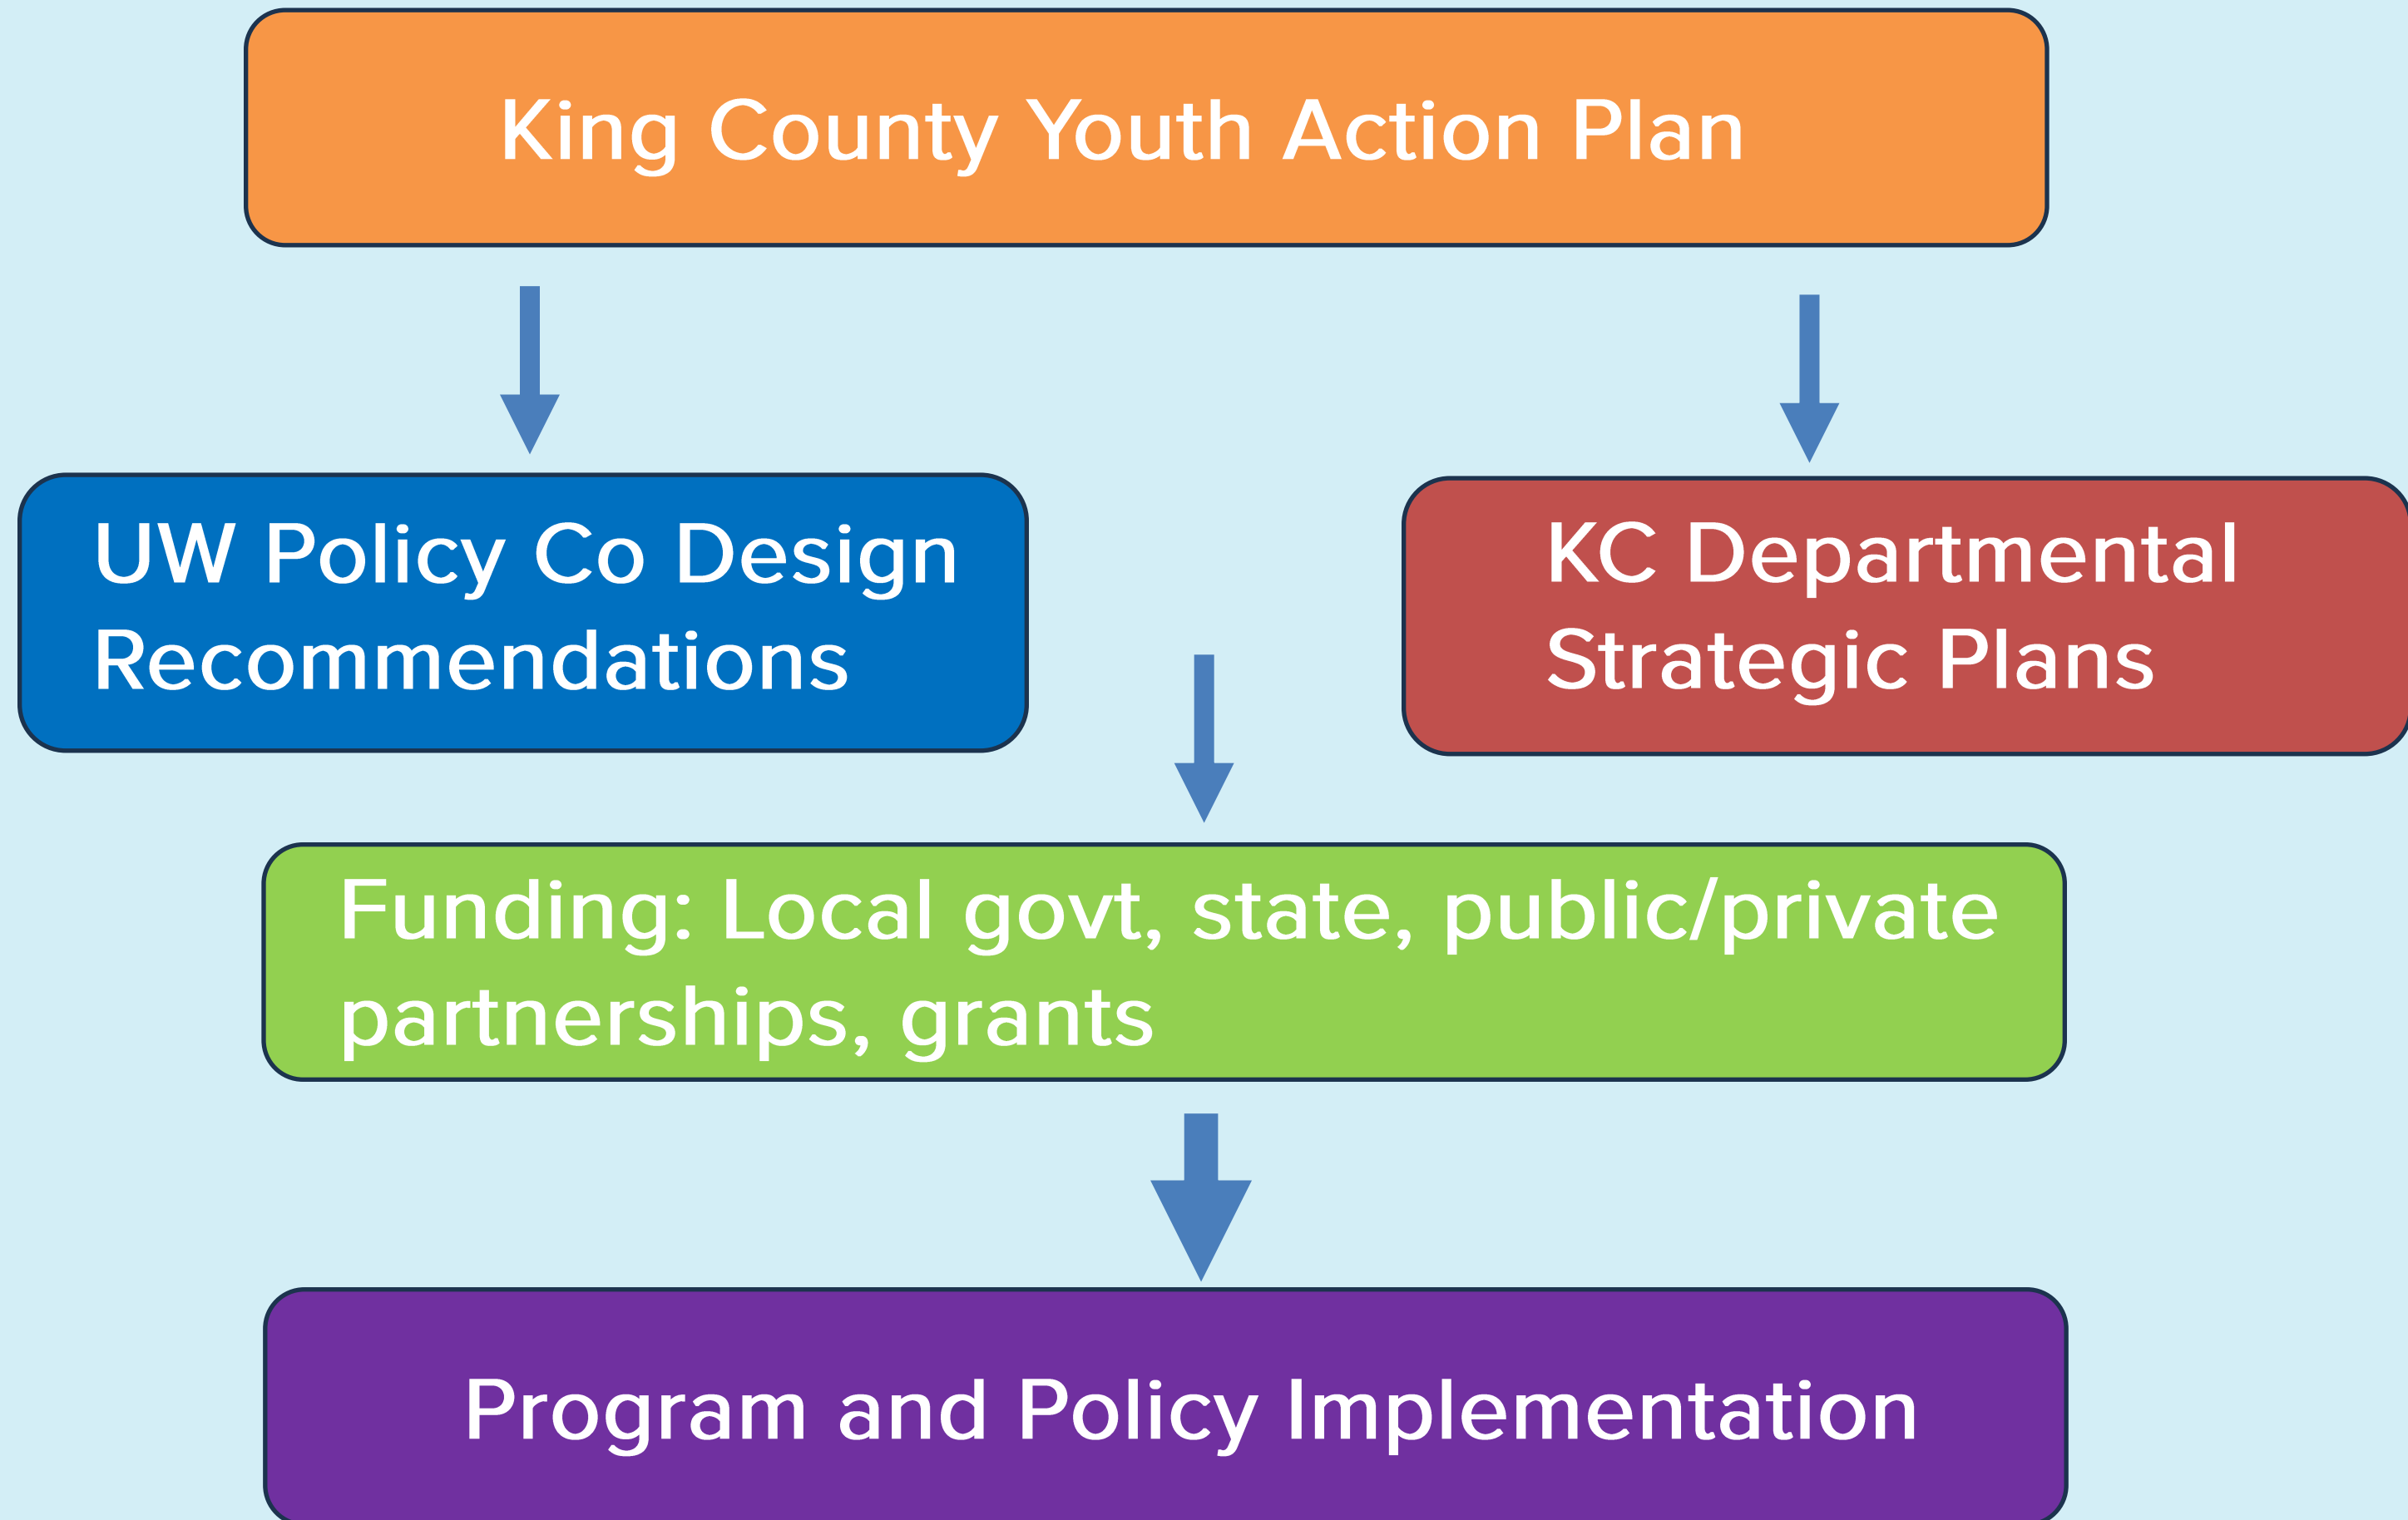 King County Youth Action Plan
UW Policy Co Design
Recommendations
KC Departmental
Strategic Plans
Funding: Local govt, state, public/private
partnerships, grants
Program and Policy Implementation